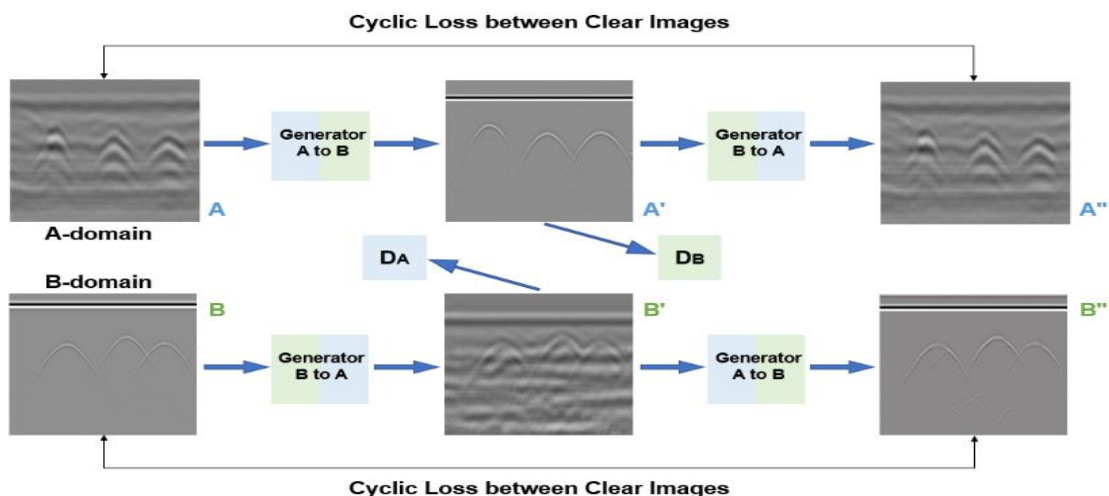 Cyclic Loss between Clear Images
Generator
A to B
Generator
B to A
A
A'
A"
A-domain
DA
DB
B-domain
B
B'
B"
Generator
B to A
Generator
A to B
Cyclic Loss between Clear Images